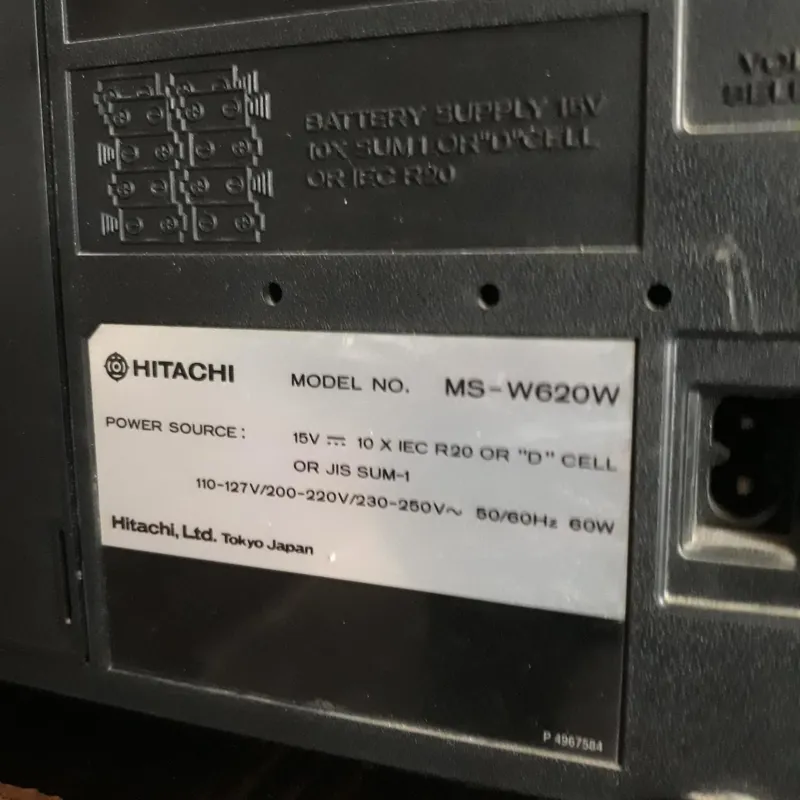 BATTERY SUPPLY 15V
10X SUM1 OR "D" CELL
OR IEC R20
HITACHI
MODEL NO. MS-W620W
POWER SOURCE: 15V ⎓ 10 X IEC R20 OR "D" CELL
OR JIS SUM-1
110-127V/200-220V/230-250V~ 50/60Hz 60W
Hitachi, Ltd. Tokyo Japan
P 4967584